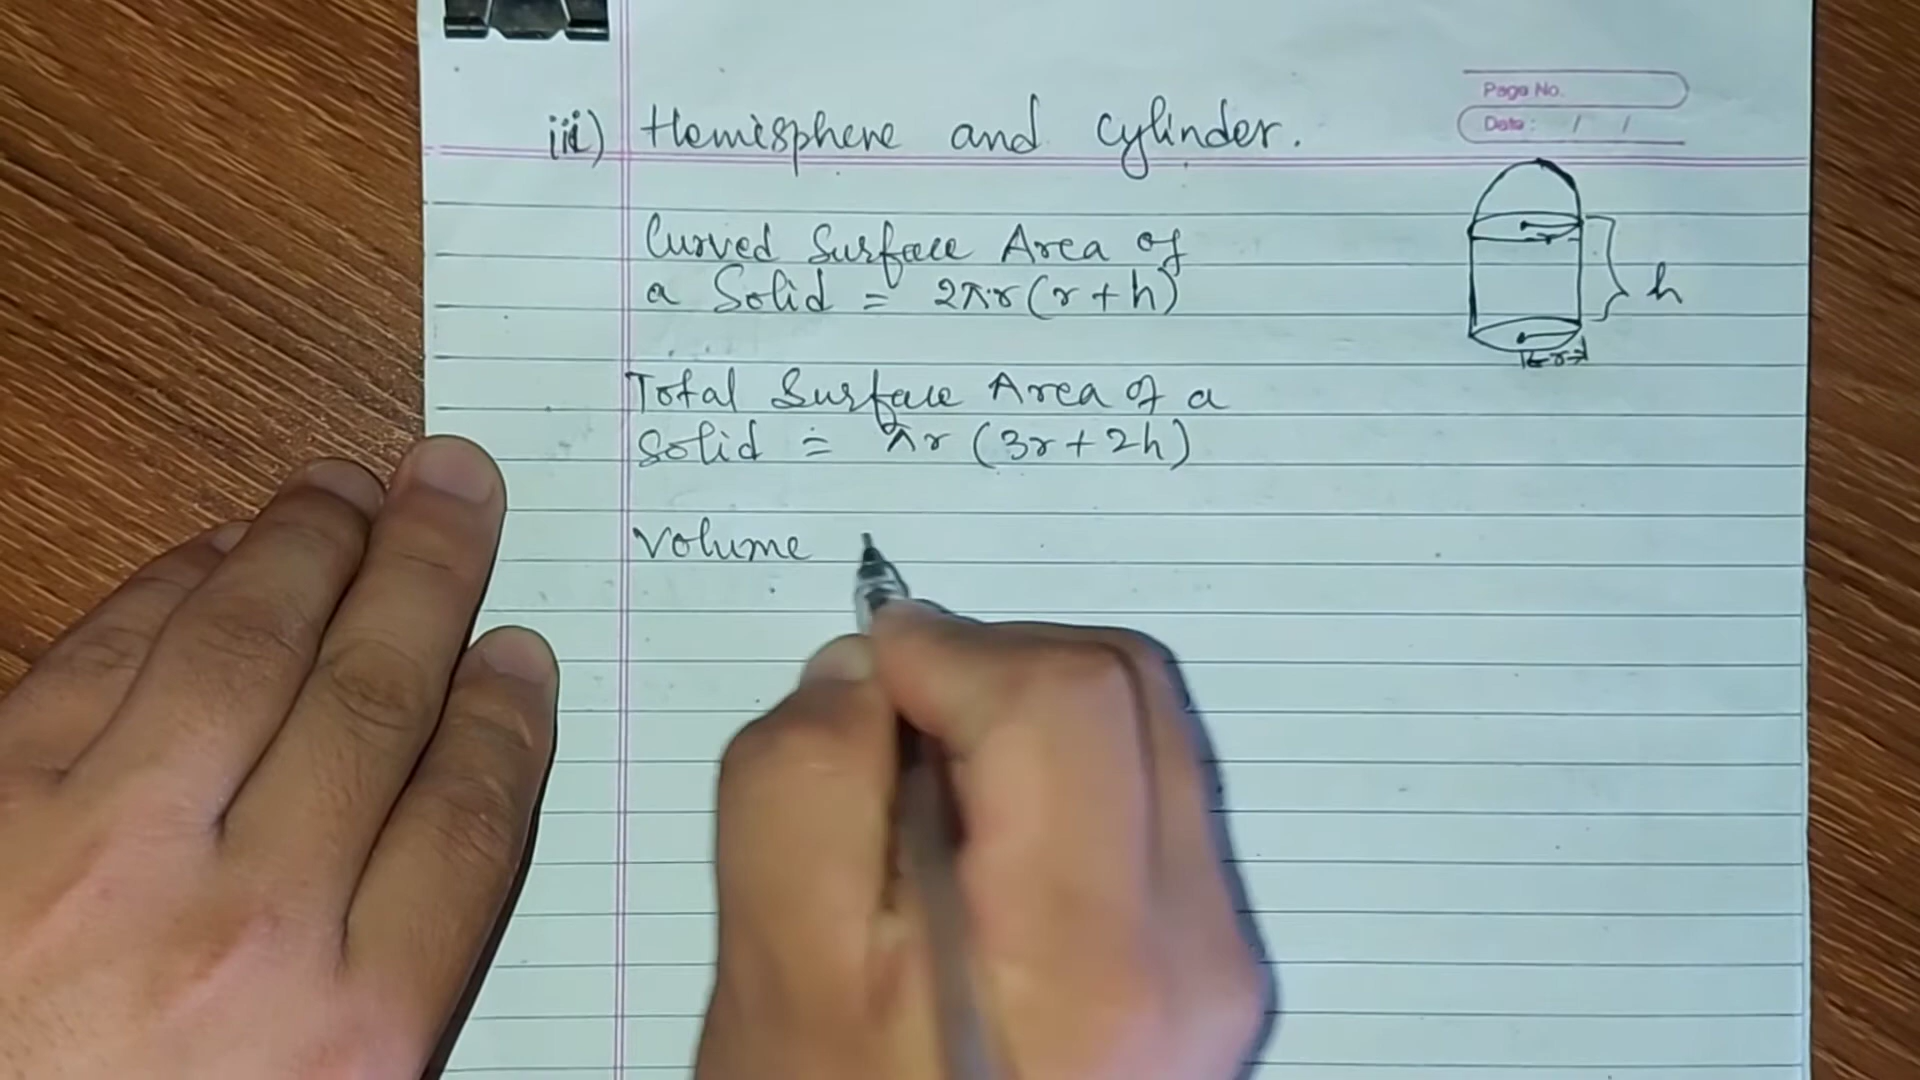 Page No.
Date: / /
iii) Hemisphere and cylinder.
Curved Surface Area of
a Solid = 2πr(r+h)
h
r
Total Surface Area of a
Solid = πr (3r+2h)
Volume